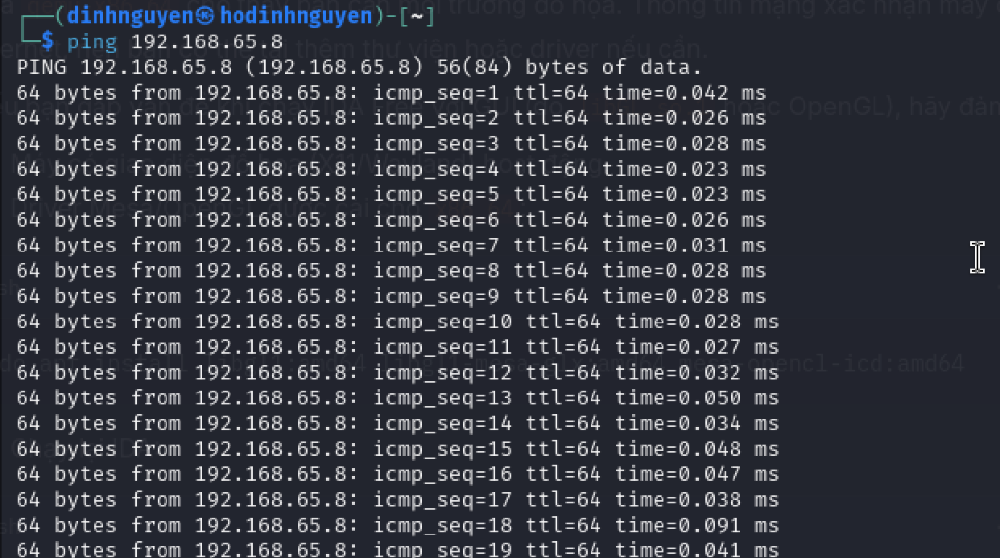 ┌──(dinhnguyen㉿hodinhnguyen)-[~]
└─$ ping 192.168.65.8
PING 192.168.65.8 (192.168.65.8) 56(84) bytes of data.
64 bytes from 192.168.65.8: icmp_seq=1 ttl=64 time=0.042 ms
64 bytes from 192.168.65.8: icmp_seq=2 ttl=64 time=0.026 ms
64 bytes from 192.168.65.8: icmp_seq=3 ttl=64 time=0.028 ms
64 bytes from 192.168.65.8: icmp_seq=4 ttl=64 time=0.023 ms
64 bytes from 192.168.65.8: icmp_seq=5 ttl=64 time=0.023 ms
64 bytes from 192.168.65.8: icmp_seq=6 ttl=64 time=0.026 ms
64 bytes from 192.168.65.8: icmp_seq=7 ttl=64 time=0.031 ms
64 bytes from 192.168.65.8: icmp_seq=8 ttl=64 time=0.028 ms
64 bytes from 192.168.65.8: icmp_seq=9 ttl=64 time=0.028 ms
64 bytes from 192.168.65.8: icmp_seq=10 ttl=64 time=0.028 ms
64 bytes from 192.168.65.8: icmp_seq=11 ttl=64 time=0.027 ms
64 bytes from 192.168.65.8: icmp_seq=12 ttl=64 time=0.032 ms
64 bytes from 192.168.65.8: icmp_seq=13 ttl=64 time=0.050 ms
64 bytes from 192.168.65.8: icmp_seq=14 ttl=64 time=0.034 ms
64 bytes from 192.168.65.8: icmp_seq=15 ttl=64 time=0.048 ms
64 bytes from 192.168.65.8: icmp_seq=16 ttl=64 time=0.047 ms
64 bytes from 192.168.65.8: icmp_seq=17 ttl=64 time=0.038 ms
64 bytes from 192.168.65.8: icmp_seq=18 ttl=64 time=0.091 ms
64 bytes from 192.168.65.8: icmp_seq=19 ttl=64 time=0.041 ms